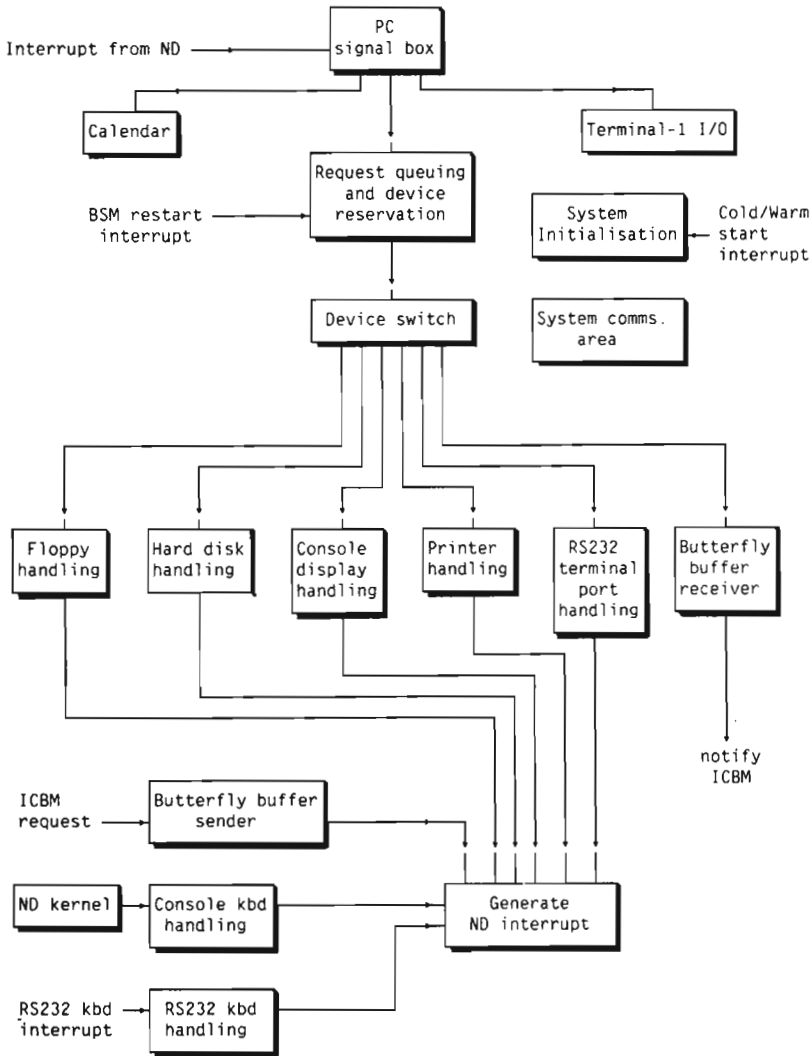 PC
signal box
Interrupt from ND
Calendar
Terminal-1 I/O
Request queuing
and device
reservation
BSM restart
interrupt
System
Initialisation
Cold/Warm
start
interrupt
Device switch
System comms.
area
Floppy
handling
Hard disk
handling
Console
display
handling
Printer
handling
RS232
terminal
port
handling
Butterfly
buffer
receiver
notify
ICBM
ICBM
request
Butterfly buffer
sender
ND kernel
Console kbd
handling
Generate
ND interrupt
RS232 kbd
interrupt
RS232 kbd
handling